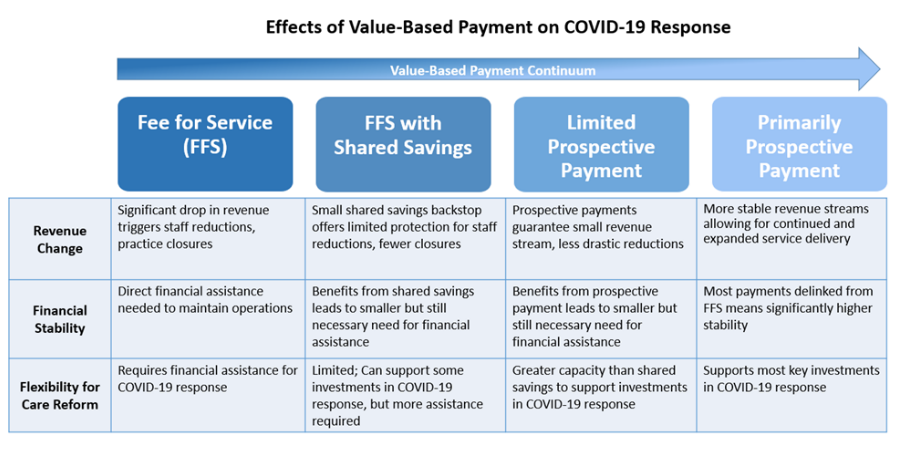 Effects of Value-Based Payment on COVID-19 Response
Value-Based Payment Continuum
Fee for Service
(FFS)
FFS with
Shared Savings
Limited
Prospective
Payment
Primarily
Prospective
Payment
Revenue
Change
Significant drop in revenue
triggers staff reductions,
practice closures
Small shared savings backstop
offers limited protection for staff
reductions, fewer closures
Prospective payments
guarantee small revenue
stream, less drastic reductions
More stable revenue streams
allowing for continued and
expanded service delivery
Financial
Stability
Direct financial assistance
needed to maintain operations
Benefits from shared savings
leads to smaller but still
necessary need for financial
assistance
Benefits from prospective
payment leads to smaller but
still necessary need for
financial assistance
Most payments delinked from
FFS means significantly higher
stability
Flexibility for
Care Reform
Requires financial assistance for
COVID-19 response
Limited; Can support some
investments in COVID-19
response, but more assistance
required
Greater capacity than shared
savings to support investments
in COVID-19 response
Supports most key investments
in COVID-19 response